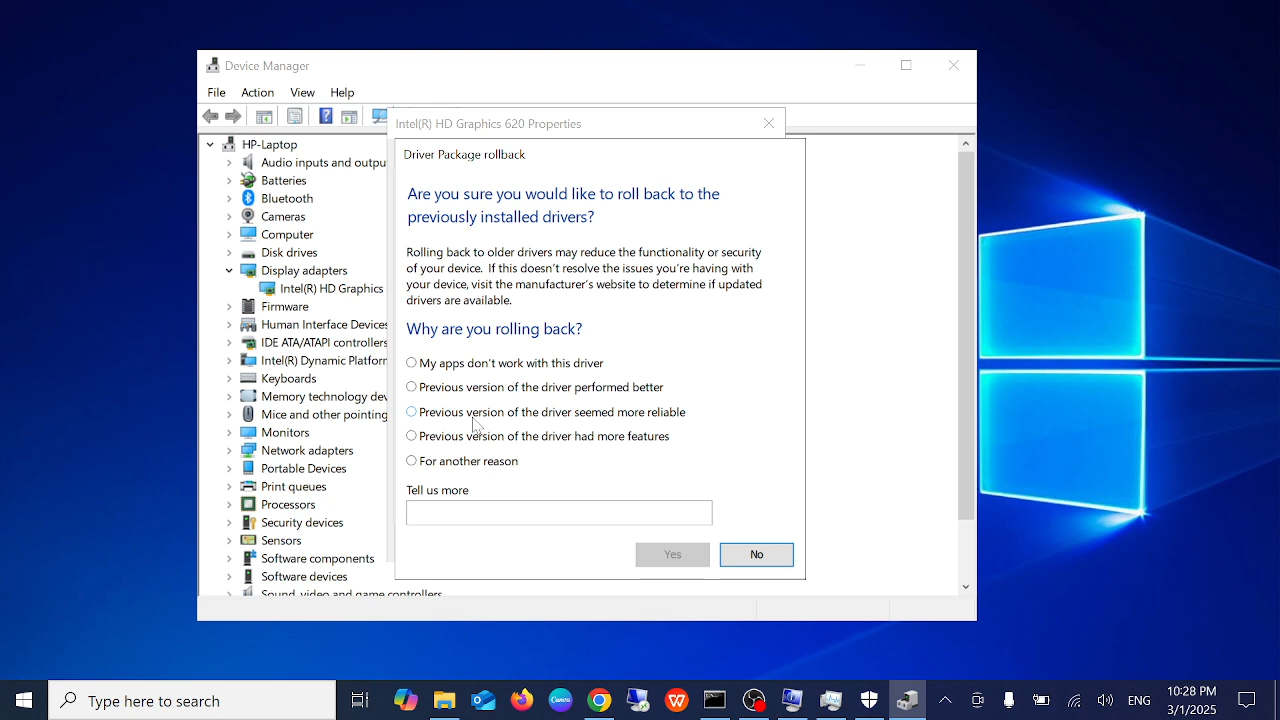 Device Manager
File Action View Help
Intel(R) HD Graphics 620 Properties
HP-Laptop
Audio inputs and outpu
Batteries
Bluetooth
Cameras
Computer
Disk drives
Display adapters
Intel(R) HD Graphics
Firmware
Human Interface Devices
IDE ATA/ATAPI controllers
Intel(R) Dynamic Platfor
Keyboards
Memory technology dev
Mice and other pointing
Monitors
Network adapters
Portable Devices
Print queues
Processors
Security devices
Sensors
Software components
Software devices
Sound, video and game controllers
Driver Package rollback
Are you sure you would like to roll back to the
previously installed drivers?
Rolling back to older drivers may reduce the functionality or security
of your device. If this doesn't resolve the issues you're having with
your device, visit the manufacturer's website to determine if updated
drivers are available.
Why are you rolling back?
My apps don't work with this driver
Previous version of the driver performed better
Previous version of the driver seemed more reliable
Previous version of the driver had more features
For another reason
Tell us more
Yes No
Type here to search
Canva
ENG
10:28 PM
3/1/2025